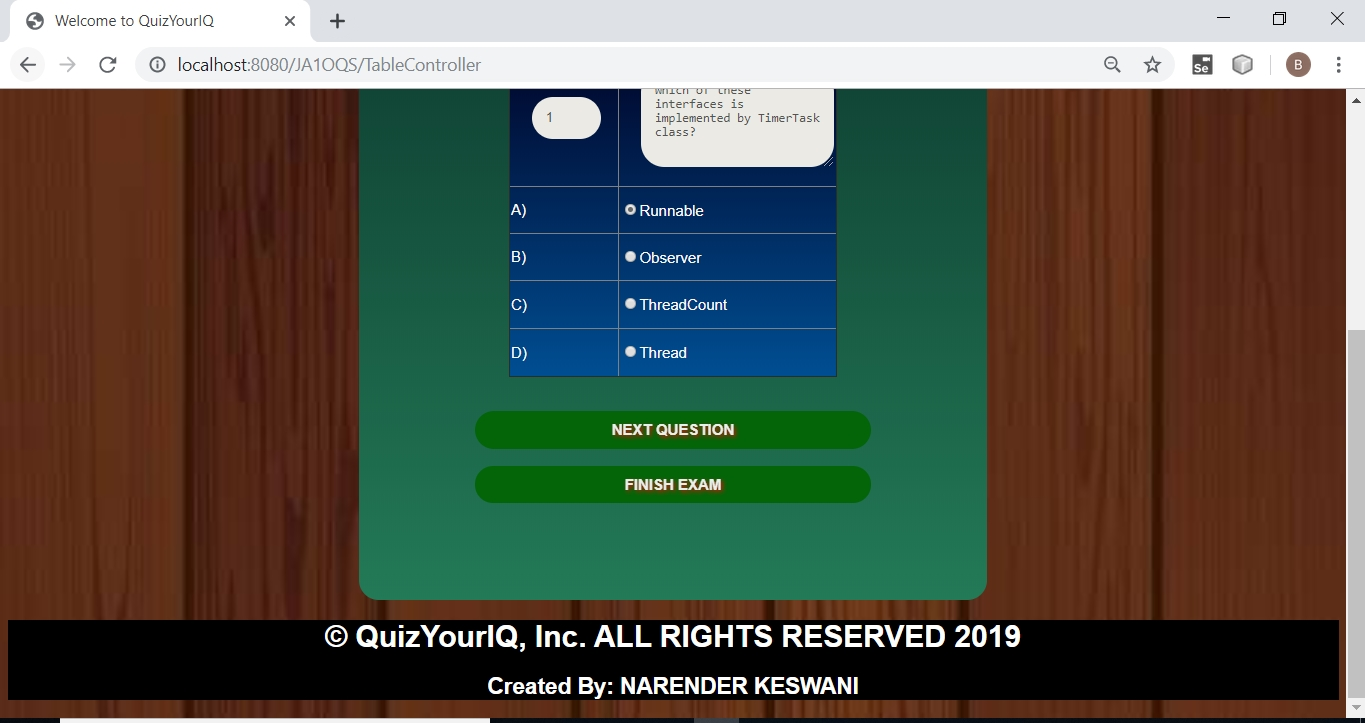 Welcome to QuizYourIQ
localhost:8080/JA1OQS/TableController
Se
B
1
Which of these
interfaces is
implemented by TimerTask
class?
A) Runnable
B) Observer
C) ThreadCount
D) Thread
NEXT QUESTION
FINISH EXAM
© QuizYourIQ, Inc. ALL RIGHTS RESERVED 2019
Created By: NARENDER KESWANI